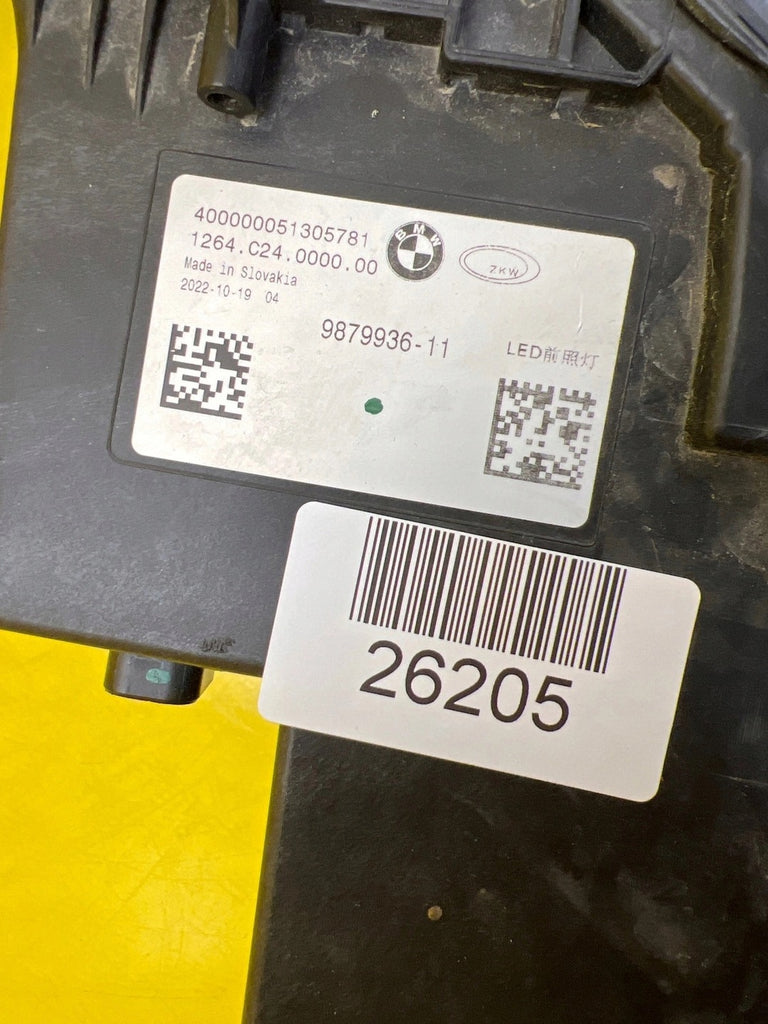 400000051305781
1264.C24.0000.00
Made in Slovakia
2022-10-19 04
BMW
ZKW
9879936-11
LED前照灯
26205